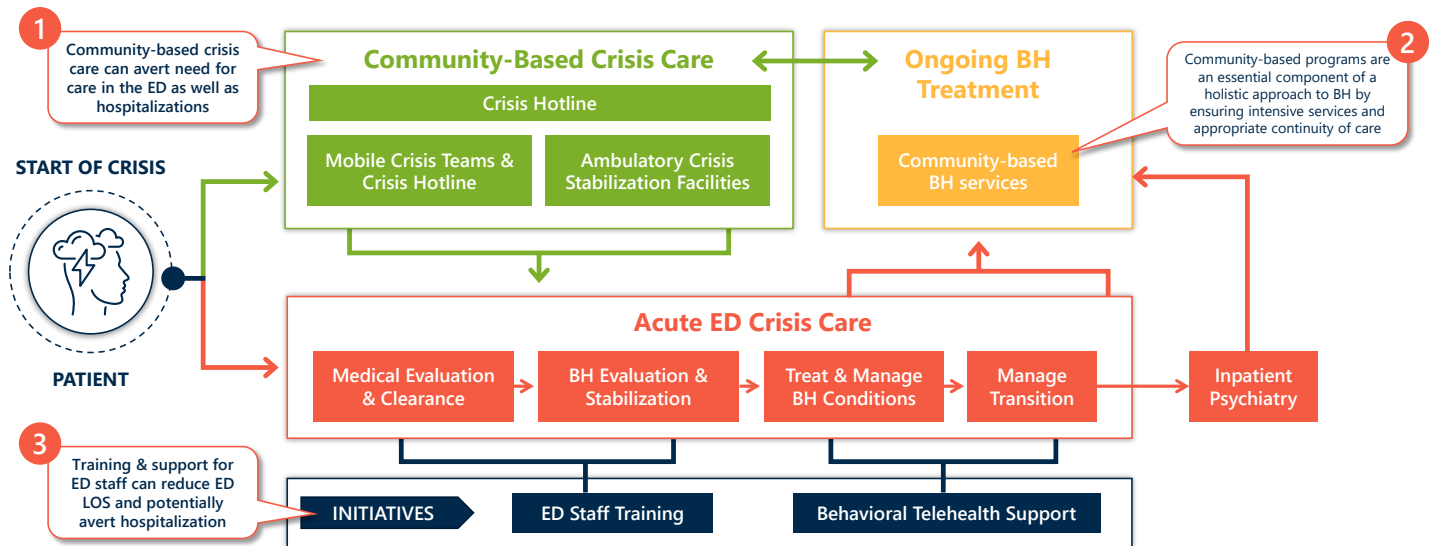 1
Community-based crisis
care can avert need for
care in the ED as well as
hospitalizations
START OF CRISIS
PATIENT
Community-Based Crisis Care
Crisis Hotline
Mobile Crisis Teams &
Crisis Hotline
Ambulatory Crisis
Stabilization Facilities
Ongoing BH
Treatment
Community-based
BH services
2
Community-based programs are
an essential component of a
holistic approach to BH by
ensuring intensive services and
appropriate continuity of care
Acute ED Crisis Care
Medical Evaluation
& Clearance
BH Evaluation &
Stabilization
Treat & Manage
BH Conditions
Manage
Transition
Inpatient
Psychiatry
3
Training & support for
ED staff can reduce ED
LOS and potentially
avert hospitalization
INITIATIVES
ED Staff Training
Behavioral Telehealth Support